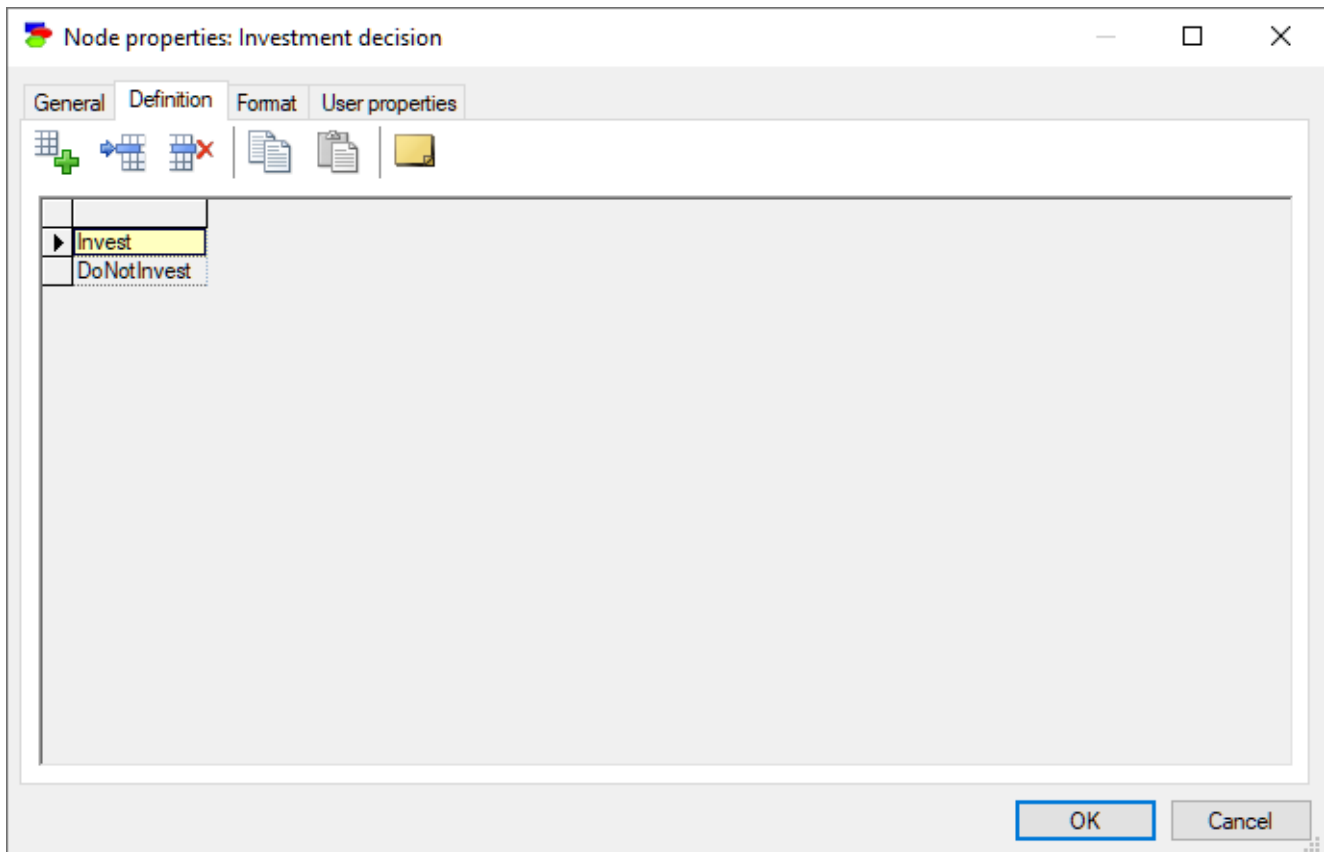 Node properties: Investment decision
General Definition Format User properties
Invest
DoNotInvest
OK Cancel